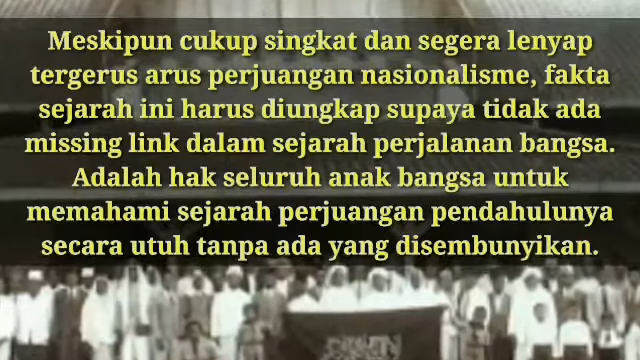 Meskipun cukup singkat dan segera lenyap
tergerus arus perjuangan nasionalisme, fakta
sejarah ini harus diungkap supaya tidak ada
missing link dalam sejarah perjalanan bangsa.
Adalah hak seluruh anak bangsa untuk
memahami sejarah perjuangan pendahulunya
secara utuh tanpa ada yang disembunyikan.